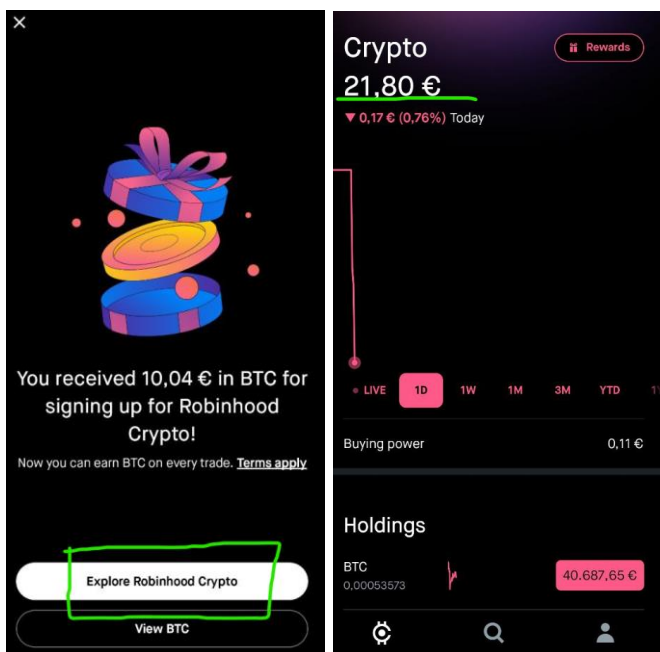 You received 10,04 € in BTC for
signing up for Robinhood
Crypto!
Now you can earn BTC on every trade. Terms apply
Explore Robinhood Crypto
View BTC
Crypto
Rewards
21,80 €
▼ 0,17 € (0,76%) Today
LIVE 1D 1W 1M 3M YTD
Buying power 0,11 €
Holdings
BTC
0,00053573
40.687,65 €